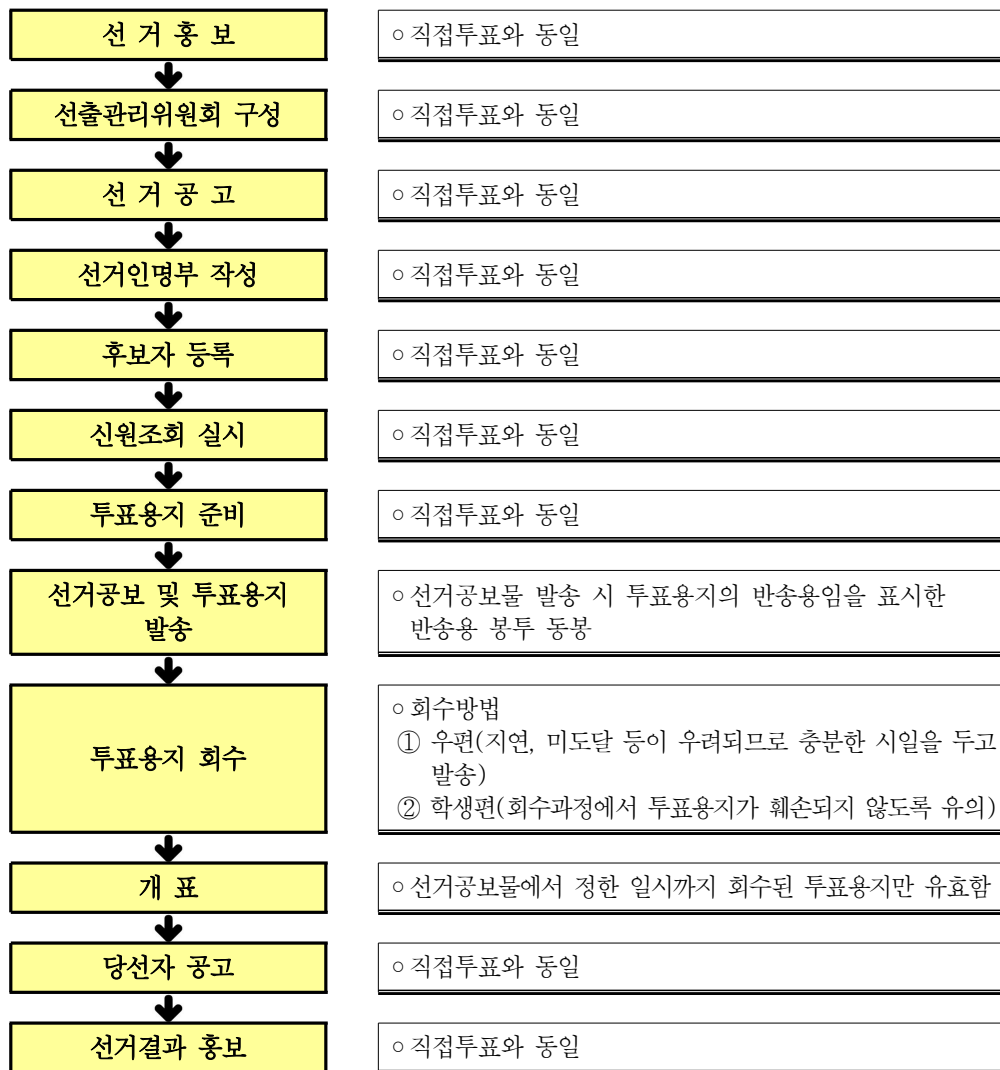 선 거 홍 보
○ 직접투표와 동일
선출관리위원회 구성
○ 직접투표와 동일
선 거 공 고
○ 직접투표와 동일
선거인명부 작성
○ 직접투표와 동일
후보자 등록
○ 직접투표와 동일
신원조회 실시
○ 직접투표와 동일
투표용지 준비
○ 직접투표와 동일
선거공보 및 투표용지
발송
○ 선거공보물 발송 시 투표용지의 반송용임을 표시한
반송용 봉투 동봉
투표용지 회수
○ 회수방법
① 우편(지연, 미도달 등이 우려되므로 충분한 시일을 두고
발송)
② 학생편(회수과정에서 투표용지가 훼손되지 않도록 유의)
개 표
○ 선거공보물에서 정한 일시까지 회수된 투표용지만 유효함
당선자 공고
○ 직접투표와 동일
선거결과 홍보
○ 직접투표와 동일